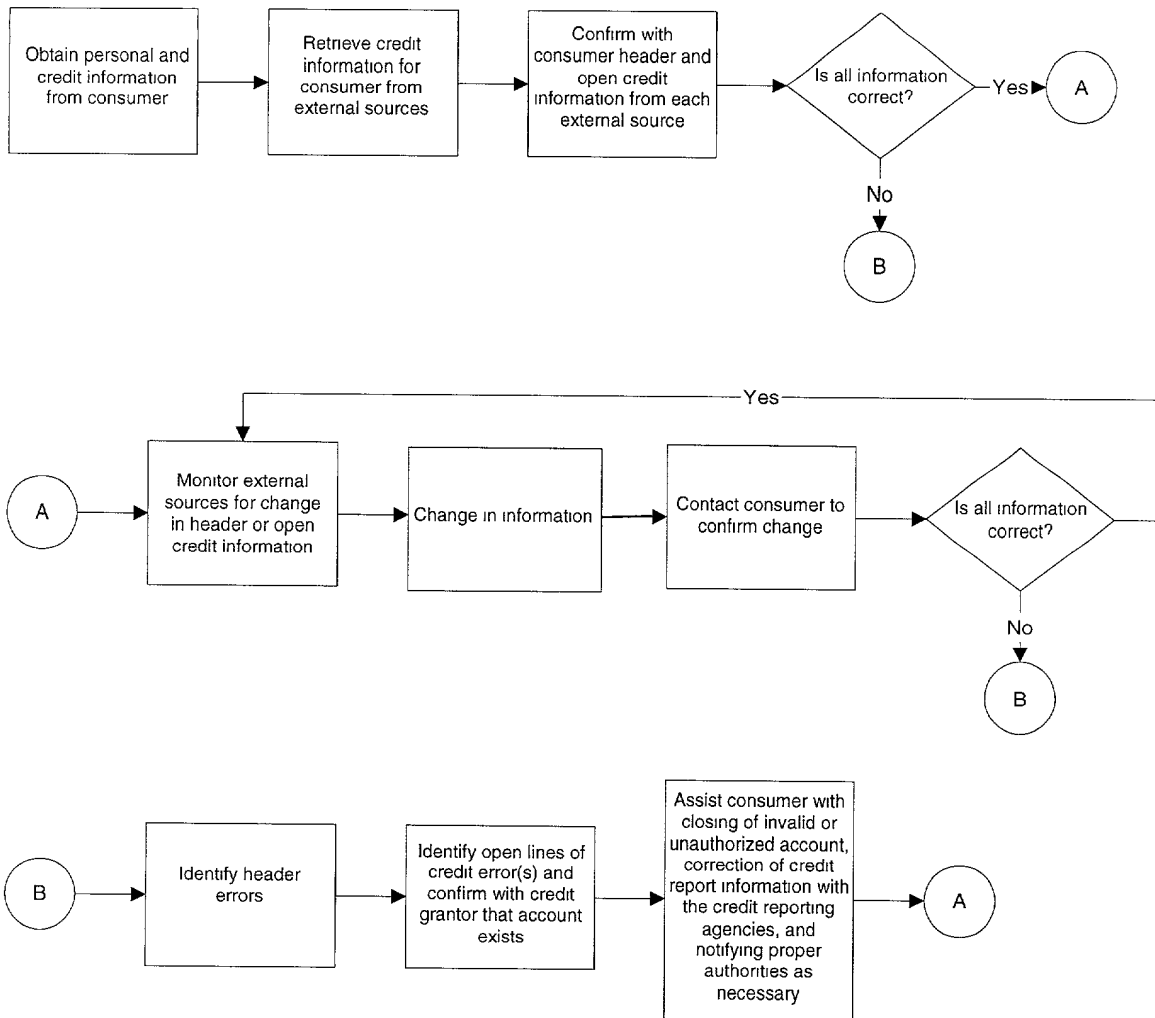 Obtain personal and
credit information
from consumer
Retrieve credit
information for
consumer from
external sources
Confirm with
consumer header and
open credit
information from each
external source
Is all information
correct?
Yes
A
No
B
Yes
A
Monitor external
sources for change
in header or open
credit information
Change in information
Contact consumer to
confirm change
Is all information
correct?
No
B
B
Identify header
errors
Identify open lines of
credit error(s) and
confirm with credit
grantor that account
exists
Assist consumer with
closing of invalid or
unauthorized account,
correction of credit
report information with
the credit reporting
agencies, and
notifying proper
authorities as
necessary
A